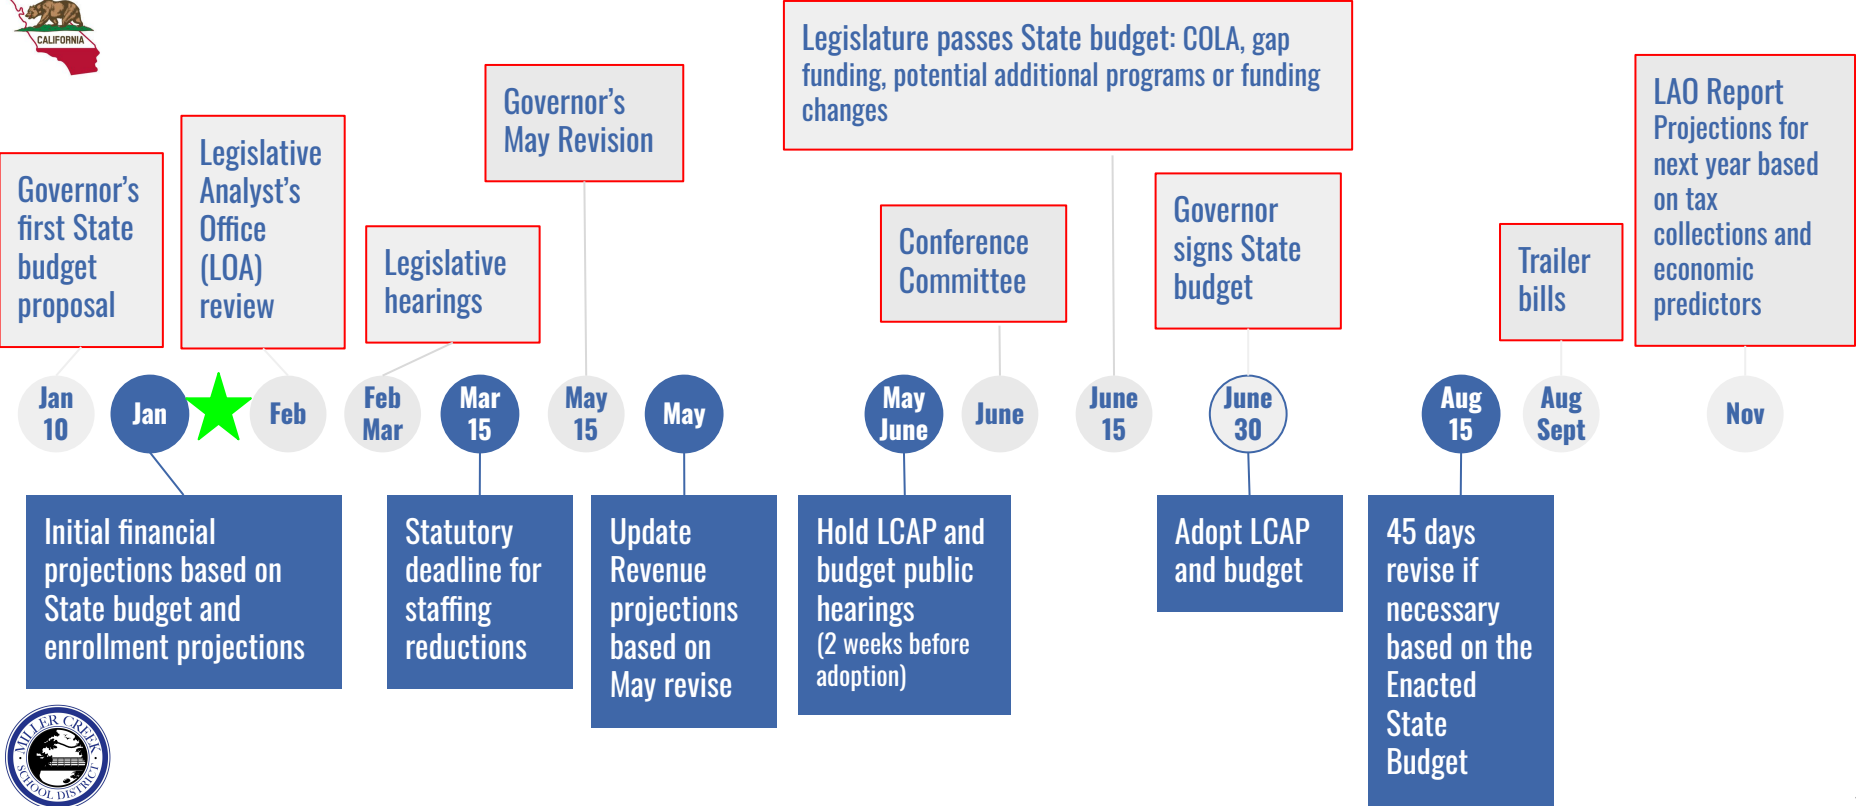 CALIFORNIA
Governor’s
first State
budget
proposal
Legislative
Analyst’s
Office
(LOA)
review
Legislative
hearings
Governor’s
May Revision
Legislature passes State budget: COLA, gap
funding, potential additional programs or funding
changes
Conference
Committee
Governor
signs State
budget
Trailer
bills
LAO Report
Projections for
next year based
on tax
collections and
economic
predictors
Jan
10
Jan
Feb
Feb
Mar
Mar
15
May
15
May
May
June
June
June
15
June
30
Aug
15
Aug
Sept
Nov
Initial financial
projections based on
State budget and
enrollment projections
Statutory
deadline for
staffing
reductions
Update
Revenue
projections
based on
May revise
Hold LCAP and
budget public
hearings
(2 weeks before
adoption)
Adopt LCAP
and budget
45 days
revise if
necessary
based on the
Enacted
State
Budget
MILLER CREEK
SCHOOL DISTRICT